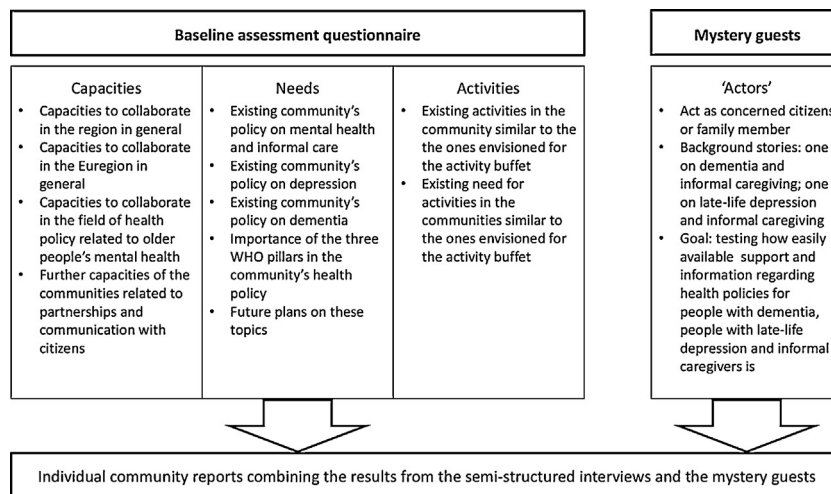 Baseline assessment questionnaire
Capacities
• Capacities to collaborate
in the region in general
• Capacities to collaborate
in the Euregion in
general
• Capacities to collaborate
in the field of health
policy related to older
people's mental health
• Further capacities of the
communities related to
partnerships and
communication with
citizens
Needs
• Existing community's
policy on mental health
and informal care
• Existing community's
policy on depression
• Existing community's
policy on dementia
• Importance of the three
WHO pillars in the
community's health
policy
• Future plans on these
topics
Activities
• Existing activities in the
community similar to the
the ones envisioned for
the activity buffet
• Existing need for
activities in the
communities similar to
the ones envisioned for
the activity buffet
Mystery guests
'Actors'
• Act as concerned citizens
or family member
• Background stories: one
on dementia and
informal caregiving; one
on late-life depression
and informal caregiving
• Goal: testing how easily
available support and
information regarding
health policies for
people with dementia,
people with late-life
depression and informal
caregivers is
Individual community reports combining the results from the semi-structured interviews and the mystery guests